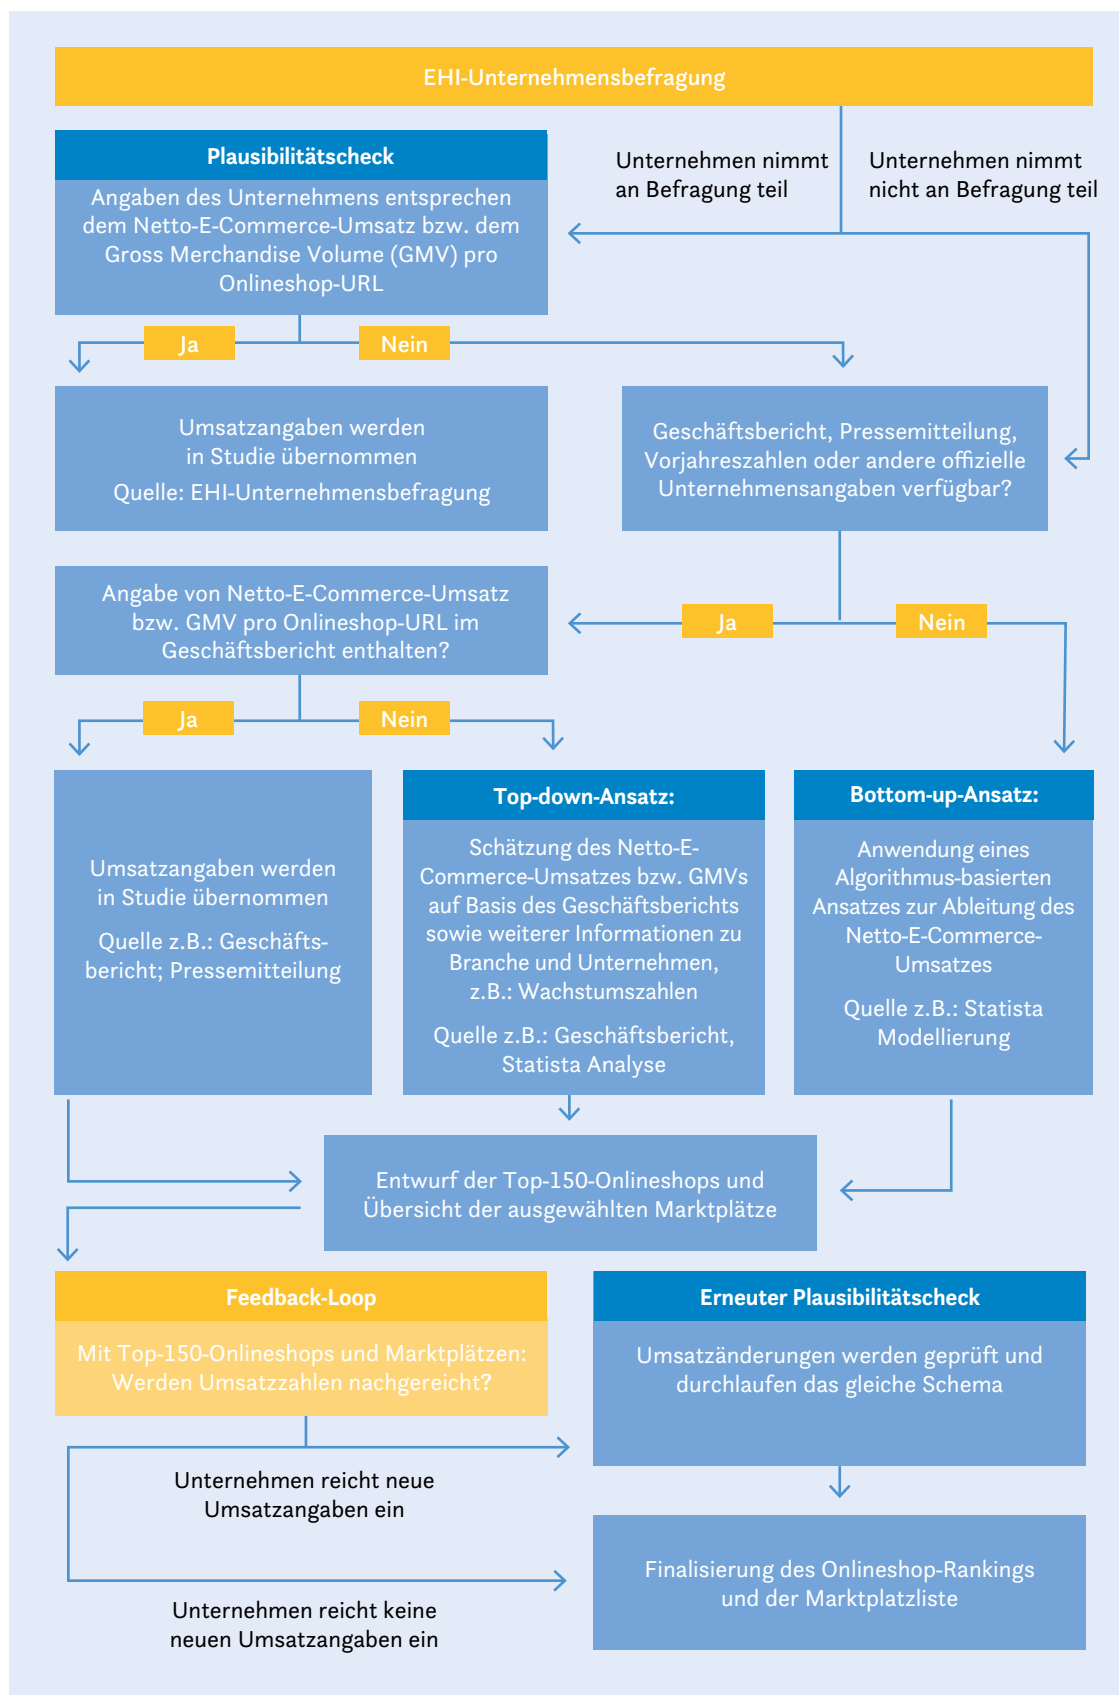 EHI-Unternehmensbefragung
Plausibilitätscheck
Angaben des Unternehmens entsprechen
dem Netto-E-Commerce-Umsatz bzw. dem
Gross Merchandise Volume (GMV) pro
Onlineshop-URL
Unternehmen nimmt
an Befragung teil
Unternehmen nimmt
nicht an Befragung teil
Ja
Nein
Umsatzangaben werden
in Studie übernommen
Quelle: EHI-Unternehmensbefragung
Geschäftsbericht, Pressemitteilung,
Vorjahreszahlen oder andere offizielle
Unternehmensangaben verfügbar?
Angabe von Netto-E-Commerce-Umsatz
bzw. GMV pro Onlineshop-URL im
Geschäftsbericht enthalten?
Ja
Nein
Ja
Nein
Umsatzangaben werden
in Studie übernommen
Quelle z.B.: Geschäfts-
bericht; Pressemitteilung
Top-down-Ansatz:
Schätzung des Netto-E-
Commerce-Umsatzes bzw. GMVs
auf Basis des Geschäftsberichts
sowie weiterer Informationen zu
Branche und Unternehmen,
z.B.: Wachstumszahlen
Quelle z.B.: Geschäftsbericht,
Statista Analyse
Bottom-up-Ansatz:
Anwendung eines
Algorithmus-basierten
Ansatzes zur Ableitung des
Netto-E-Commerce-
Umsatzes
Quelle z.B.: Statista
Modellierung
Entwurf der Top-150-Onlineshops und
Übersicht der ausgewählten Marktplätze
Feedback-Loop
Mit Top-150-Onlineshops und Marktplätzen:
Werden Umsatzzahlen nachgereicht?
Erneuter Plausibilitätscheck
Umsatzänderungen werden geprüft und
durchlaufen das gleiche Schema
Unternehmen reicht neue
Umsatzangaben ein
Finalisierung des Onlineshop-Rankings
und der Marktplatzliste
Unternehmen reicht keine
neuen Umsatzangaben ein